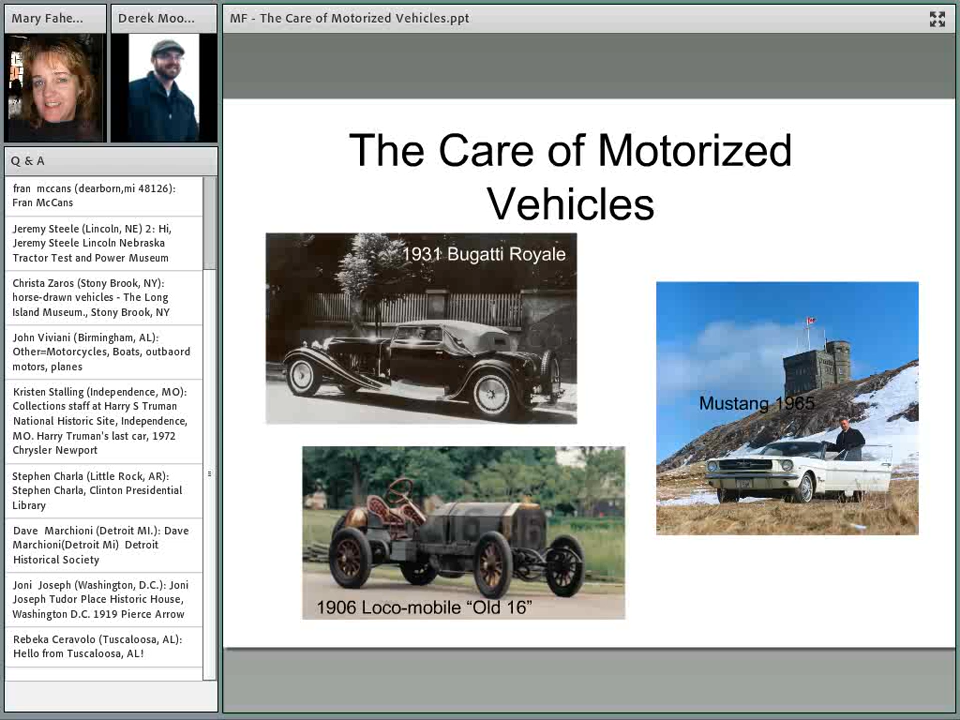 Mary Fahe...
Derek Moo...
MF - The Care of Motorized Vehicles.ppt
Q & A
fran mccans (dearborn,mi 48126):
Fran McCans
Jeremy Steele (Lincoln, NE) 2: Hi,
Jeremy Steele Lincoln Nebraska
Tractor Test and Power Museum
Christa Zaros (Stony Brook, NY):
horse-drawn vehicles - The Long
Island Museum., Stony Brook, NY
John Viviani (Birmingham, AL):
Other=Motorcycles, Boats, outbaord
motors, planes
Kristen Stalling (Independence, MO):
Collections staff at Harry S Truman
National Historic Site, Independence,
MO. Harry Truman's last car, 1972
Chrysler Newport
Stephen Charla (Little Rock, AR):
Stephen Charla, Clinton Presidential
Library
Dave Marchioni (Detroit MI.): Dave
Marchioni(Detroit Mi) Detroit
Historical Society
Joni Joseph (Washington, D.C.): Joni
Joseph Tudor Place Historic House,
Washington D.C. 1919 Pierce Arrow
Rebeka Ceravolo (Tuscaloosa, AL):
Hello from Tuscaloosa, AL!
The Care of Motorized
Vehicles
1931 Bugatti Royale
Mustang 1965
1906 Loco-mobile “Old 16”